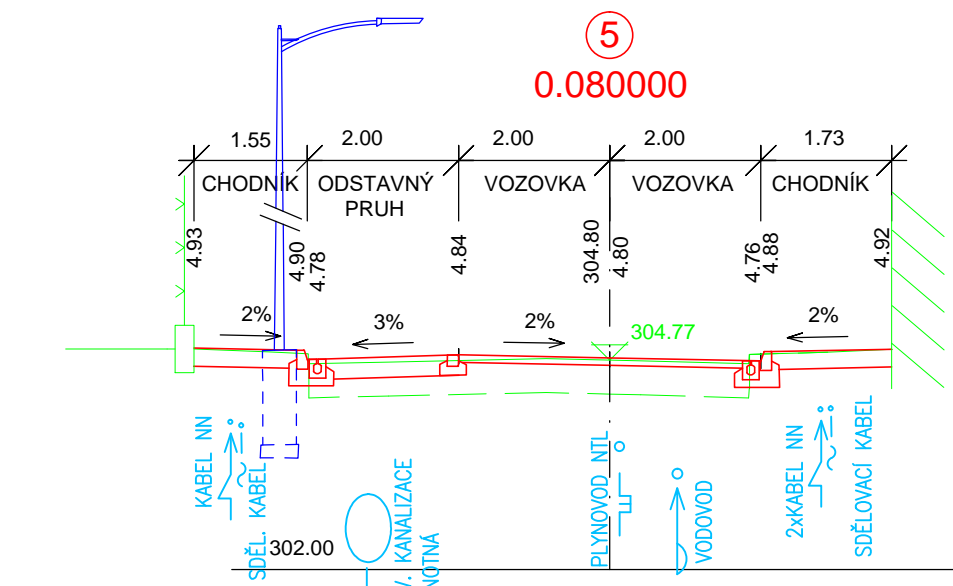 5
0.080000
1.55
2.00
2.00
2.00
1.73
CHODNÍK
ODSTAVNÝ
PRUH
VOZOVKA
VOZOVKA
CHODNÍK
4.93
4.90
4.78
4.84
304.80
4.80
4.76
4.88
4.92
2%
3%
2%
304.77
2%
KABEL NN
SDĚL. KABEL
302.00
V. KANALIZACE
NOTNÁ
PLYNOVOD NTL
VODOVOD
2xKABEL NN
SDĚLOVACÍ KABEL